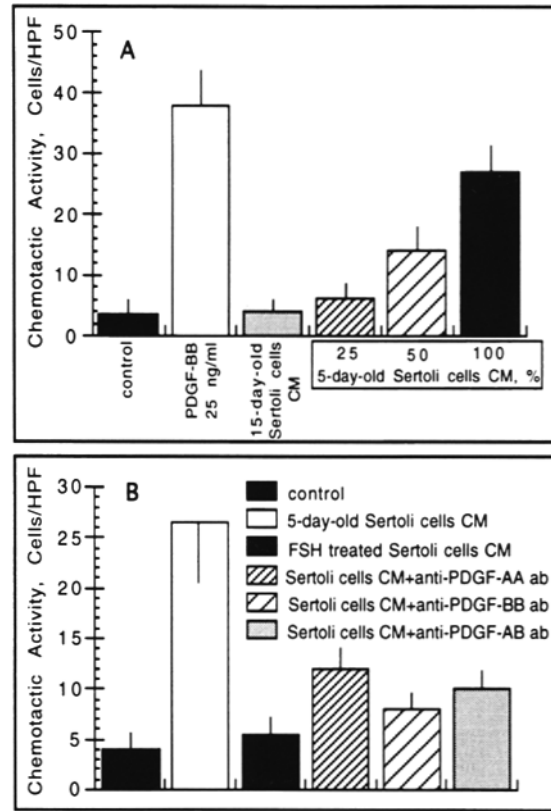 A
Chemotactic Activity, Cells/HPF
50
40
30
20
10
0
control
PDGF-BB
25 ng/ml
15-day-old
Sertoli cells
CM
25 50 100
5-day-old Sertoli cells CM, %
B
Chemotactic Activity, Cells/HPF
30
25
20
15
10
5
0
control
5-day-old Sertoli cells CM
FSH treated Sertoli cells CM
Sertoli cells CM+anti-PDGF-AA ab
Sertoli cells CM+anti-PDGF-BB ab
Sertoli cells CM+anti-PDGF-AB ab